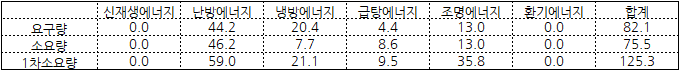 신재생에너지 난방에너지 냉방에너지 급탕에너지 조명에너지 환기에너지 합계
요구량 0.0 44.2 20.4 4.4 13.0 0.0 82.1
소요량 0.0 46.2 7.7 8.6 13.0 0.0 75.5
1차소요량 0.0 59.0 21.1 9.5 35.8 0.0 125.3